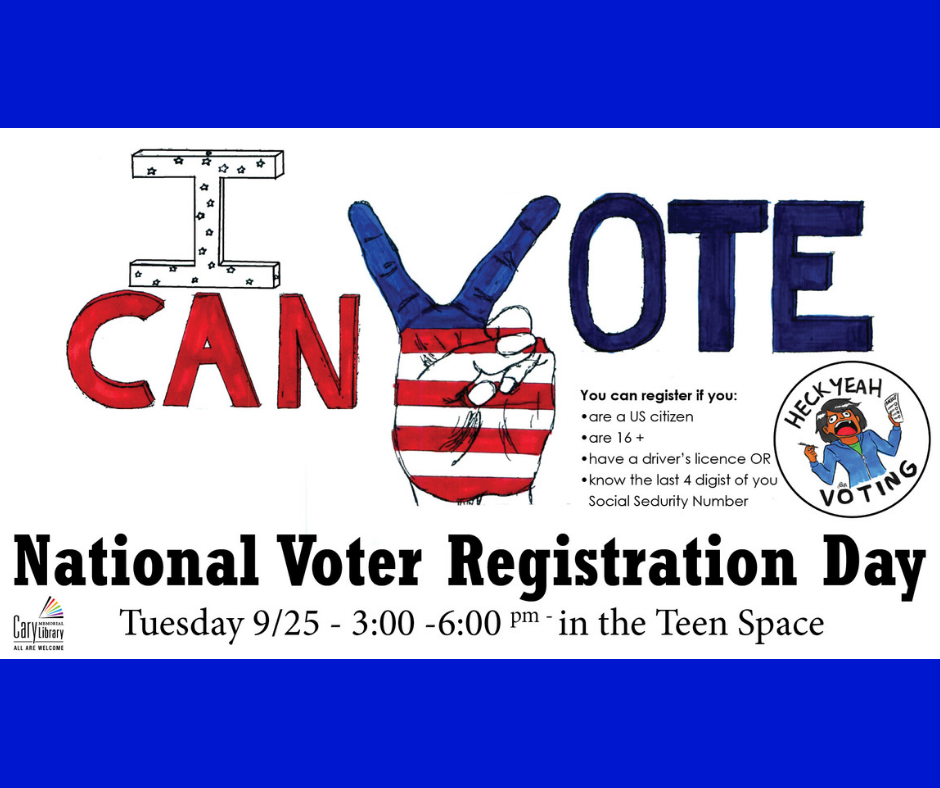 I
CAN VOTE
You can register if you:
•are a US citizen
•are 16 +
•have a driver's licence OR
•know the last 4 digist of you
Social Sedurity Number
HECK YEAH
VOTING
National Voter Registration Day
Cary MEMORIAL Library
ALL ARE WELCOME
Tuesday 9/25 - 3:00 -6:00 pm - in the Teen Space